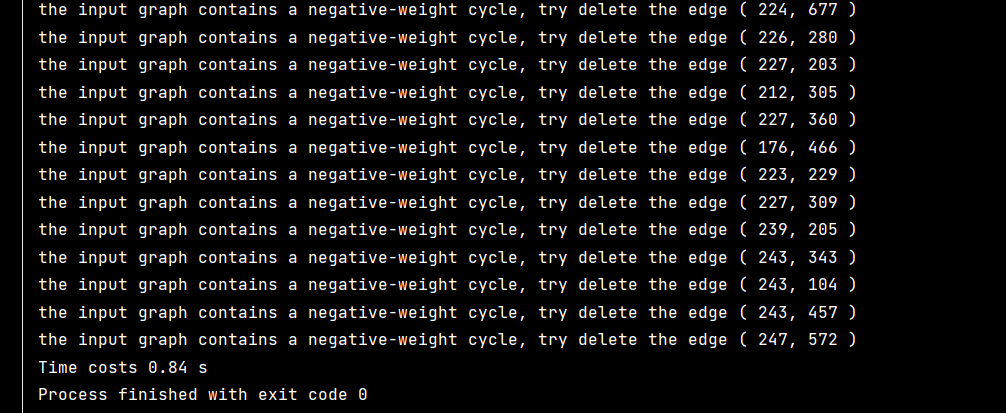 the input graph contains a negative-weight cycle, try delete the edge ( 224, 677 )
the input graph contains a negative-weight cycle, try delete the edge ( 226, 280 )
the input graph contains a negative-weight cycle, try delete the edge ( 227, 203 )
the input graph contains a negative-weight cycle, try delete the edge ( 212, 305 )
the input graph contains a negative-weight cycle, try delete the edge ( 227, 360 )
the input graph contains a negative-weight cycle, try delete the edge ( 176, 466 )
the input graph contains a negative-weight cycle, try delete the edge ( 223, 229 )
the input graph contains a negative-weight cycle, try delete the edge ( 227, 309 )
the input graph contains a negative-weight cycle, try delete the edge ( 239, 205 )
the input graph contains a negative-weight cycle, try delete the edge ( 243, 343 )
the input graph contains a negative-weight cycle, try delete the edge ( 243, 104 )
the input graph contains a negative-weight cycle, try delete the edge ( 243, 457 )
the input graph contains a negative-weight cycle, try delete the edge ( 247, 572 )
Time costs 0.84 s
Process finished with exit code 0